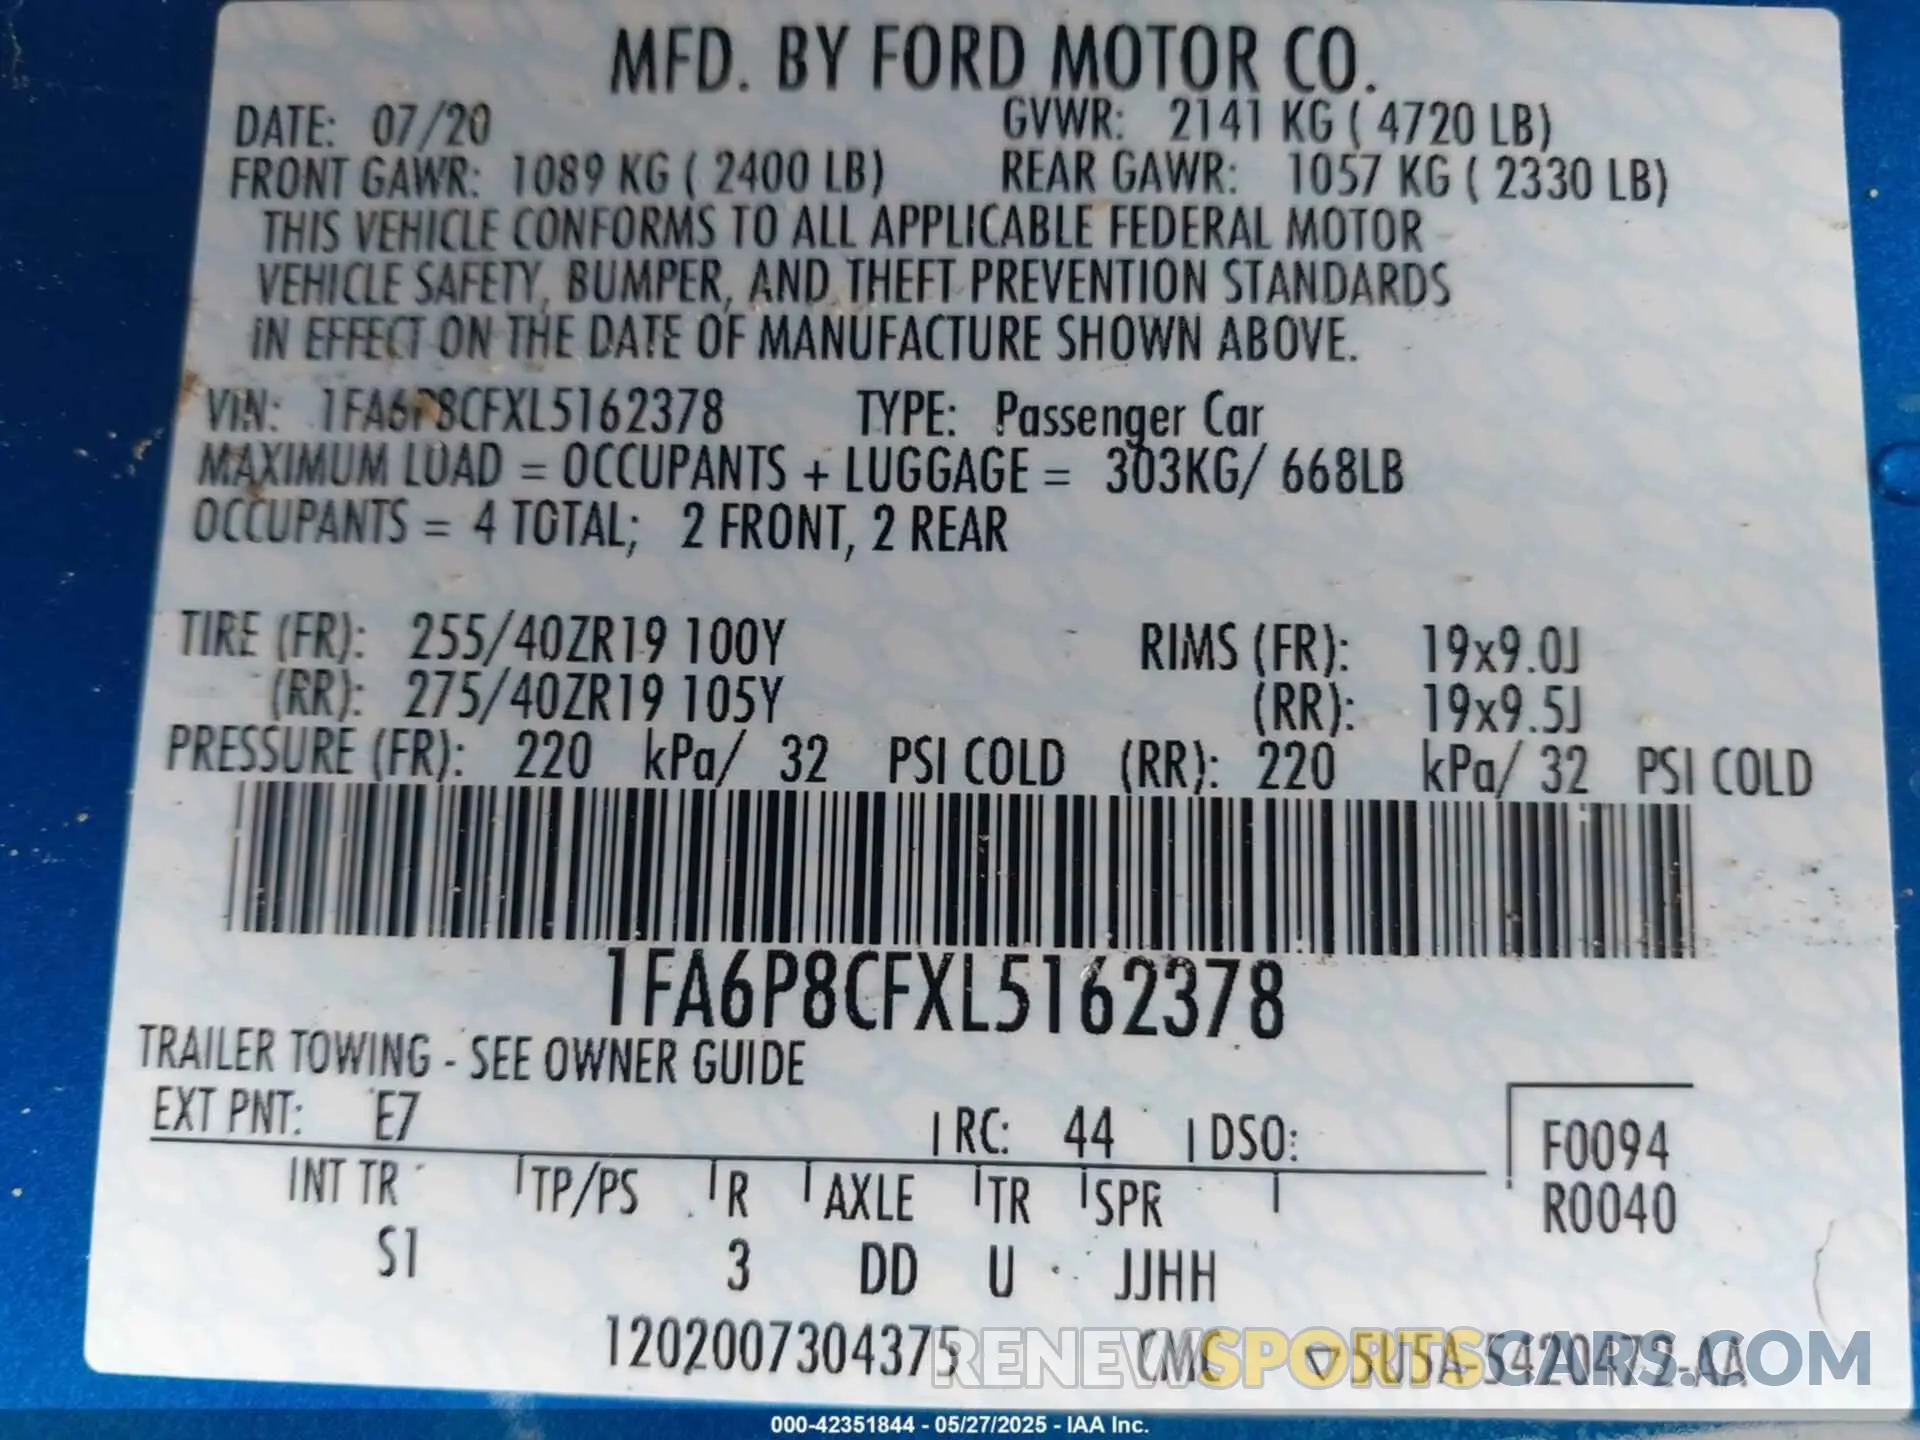 MFD. BY FORD MOTOR CO.
DATE: 07/20 GVWR: 2141 KG ( 4720 LB)
FRONT GAWR: 1089 KG ( 2400 LB) REAR GAWR: 1057 KG ( 2330 LB)
THIS VEHICLE CONFORMS TO ALL APPLICABLE FEDERAL MOTOR
VEHICLE SAFETY, BUMPER, AND THEFT PREVENTION STANDARDS
IN EFFECT ON THE DATE OF MANUFACTURE SHOWN ABOVE.
VIN: 1FA6P8CFXL5162378 TYPE: Passenger Car
MAXIMUM LOAD = OCCUPANTS + LUGGAGE = 303KG/ 668LB
OCCUPANTS = 4 TOTAL; 2 FRONT, 2 REAR
TIRE (FR): 255/40ZR19 100Y RIMS (FR): 19x9.0J
(RR): 275/40ZR19 105Y (RR): 19x9.5J
PRESSURE (FR): 220 kPa/ 32 PSI COLD (RR): 220 kPa/ 32 PSI COLD
1FA6P8CFXL5162378
TRAILER TOWING - SEE OWNER GUIDE
EXT PNT: E7 RC: 44 DSO: F0094
INT TR TP/PS R AXLE TR SPR R0040
S1 3 DD U JJHH
1202007304375 CMC ▽5U5A-5420472-AA
RENEWSPORTSCARS.COM
000-42351844 - 05/27/2025 - IAA Inc.